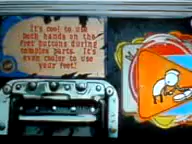 It's cool to use
both hands on the
foot buttons during
complex parts. It's
even cooler to use
your feet!